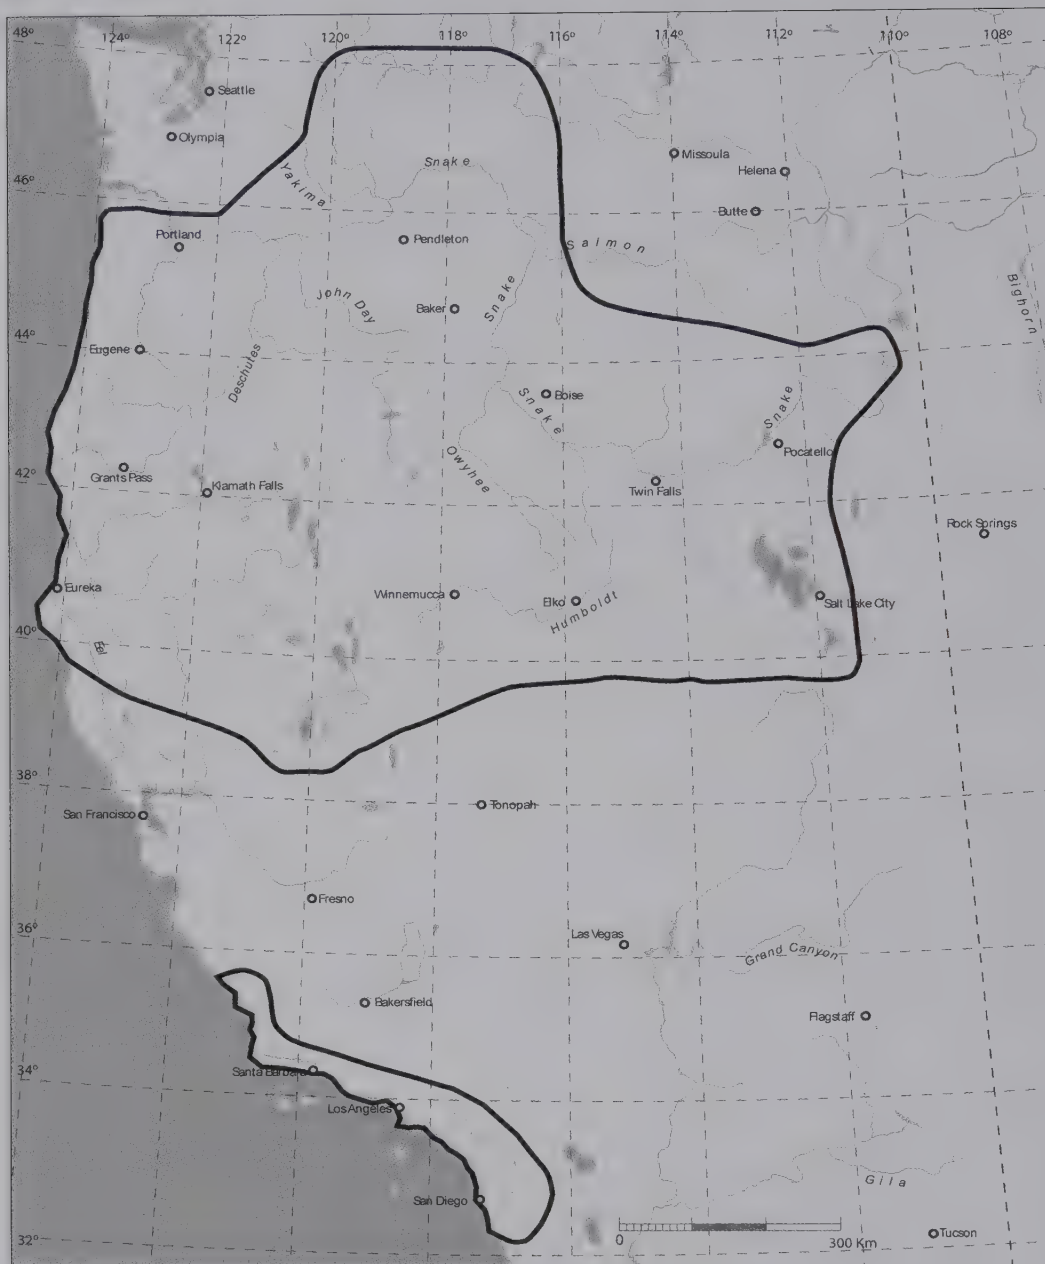 48°
124°
122°
120°
118°
116°
114°
112°
110°
108°
Seattle
Olympia
Missoula
Helena
Snake
Yakima
46°
Butte
Portland
Pendleton
Salmon
Bighorn
Snake
John Day
Baker
44°
Eugene
Deschutes
Boise
Snake
Snake
Pocatello
Owyhee
42°
Grants Pass
Klamath Falls
Twin Falls
Rock Springs
Eureka
Winnemucca
Elko
Humboldt
Salt Lake City
40°
Eel
38°
San Francisco
Tonopah
Fresno
36°
Las Vegas
Grand Canyon
Bakersfield
Flagstaff
34°
Santa Barbara
Los Angeles
San Diego
Gila
32°
0
300 Km
Tucson